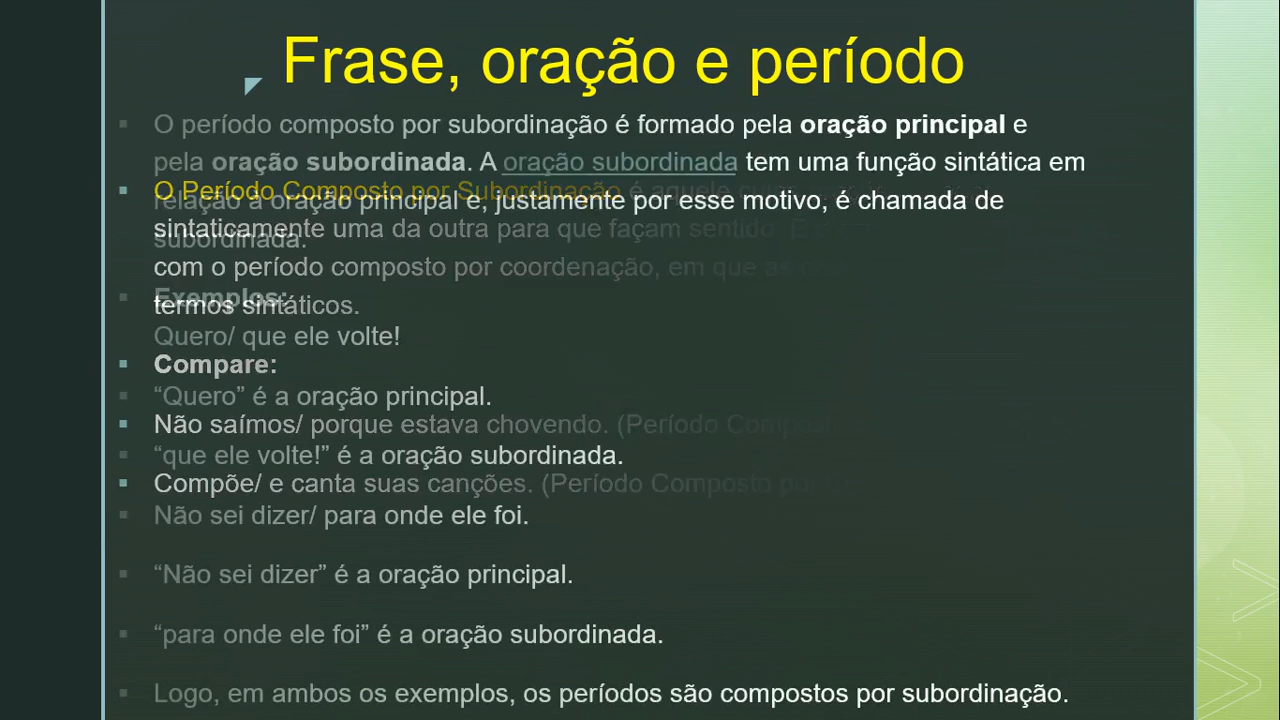 Frase, oração e período
O período composto por subordinação é formado pela oração principal e
pela oração subordinada. A oração subordinada tem uma função sintática em
O Período Composto por Subordinação é aquele
relação à oração principal e, justamente por esse motivo, é chamada de
sintaticamente uma da outra para que façam sentido.
subordinada.
com o período composto por coordenação, em que as
Exemplos:
termos sintáticos.
Quero/ que ele volte!
Compare:
“Quero” é a oração principal.
Não saímos/ porque estava chovendo. (Período
“que ele volte!” é a oração subordinada.
Compõe/ e canta suas canções. (Período Composto
Não sei dizer/ para onde ele foi.
“Não sei dizer” é a oração principal.
“para onde ele foi” é a oração subordinada.
Logo, em ambos os exemplos, os períodos são compostos por subordinação.